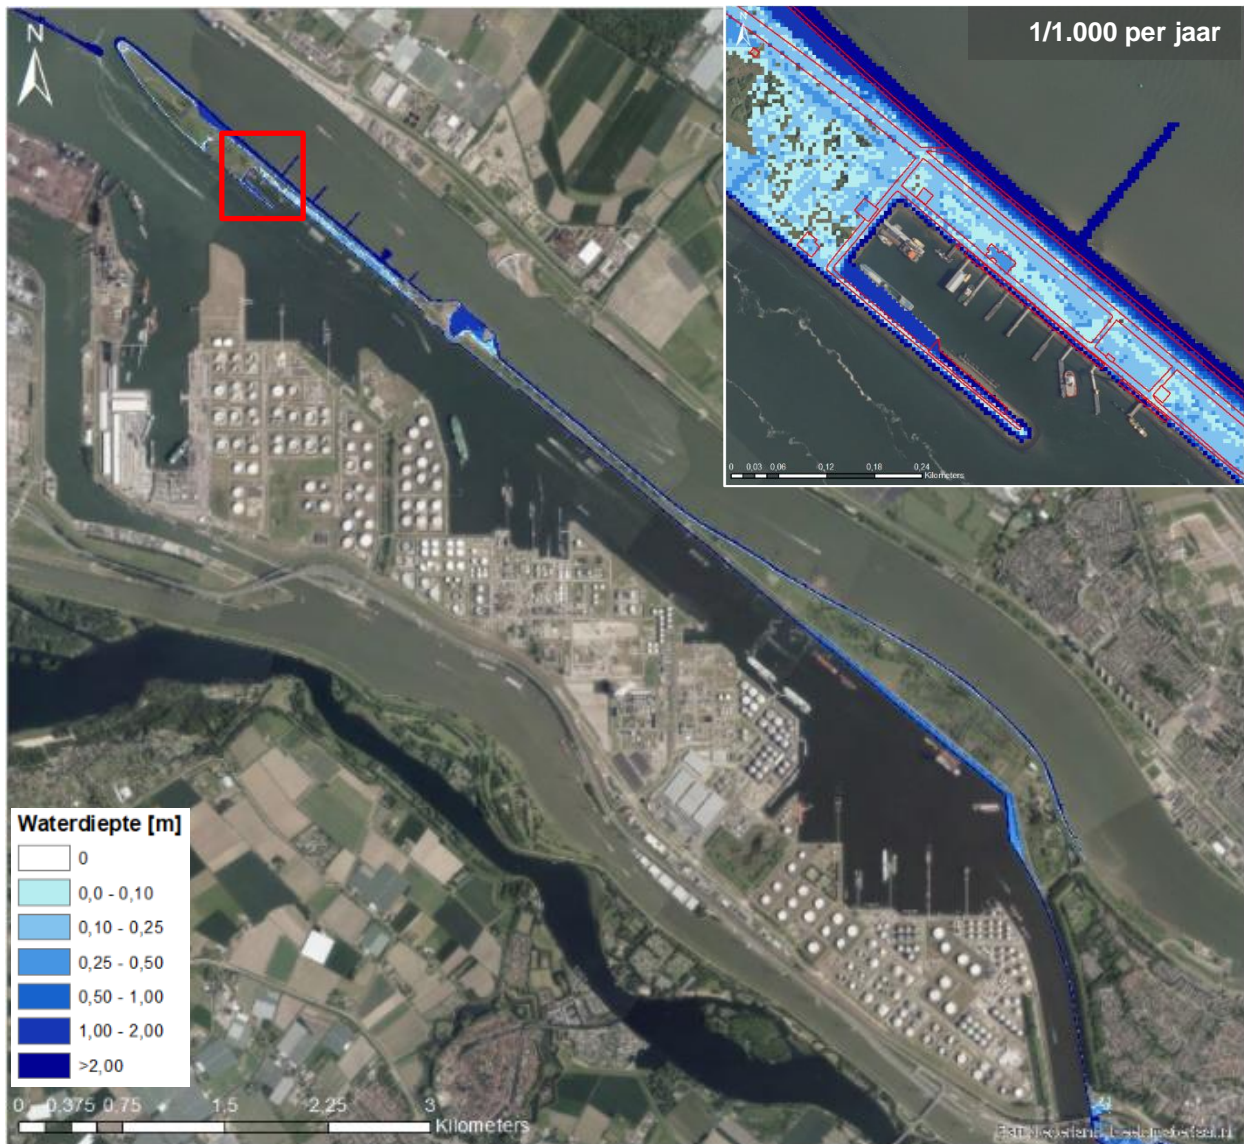 N
1/1.000 per jaar
0 0,03 0,06 0,12 0,18 0,24
Kilometers
Waterdiepte [m]
0
0,0 - 0,10
0,10 - 0,25
0,25 - 0,50
0,50 - 1,00
1,00 - 2,00
>2,00
0 0.375 0.75 1.5 2.25 3
Kilometers